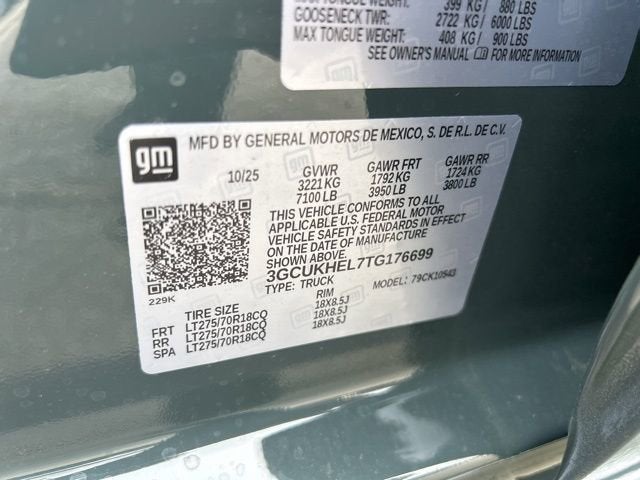 399 KG / 880 LBS
GOOSENECK TWR: 2722 KG / 6000 LBS
MAX TONGUE WEIGHT: 408 KG / 900 LBS
SEE OWNER'S MANUAL FOR MORE INFORMATION
gm
MFD BY GENERAL MOTORS DE MEXICO, S. DE R.L. DE C.V.
10/25 GVWR GAWR FRT GAWR RR
3221 KG 1792 KG 1724 KG
7100 LB 3950 LB 3800 LB
THIS VEHICLE CONFORMS TO ALL
APPLICABLE U.S. FEDERAL MOTOR
VEHICLE SAFETY STANDARDS IN EFFECT
ON THE DATE OF MANUFACTURE
SHOWN ABOVE.
3GCUKHEL7TG176699
229K TYPE: TRUCK MODEL: 79CK10543
TIRE SIZE RIM
FRT LT275/70R18CQ 18X8.5J
RR LT275/70R18CQ 18X8.5J
SPA LT275/70R18CQ 18X8.5J